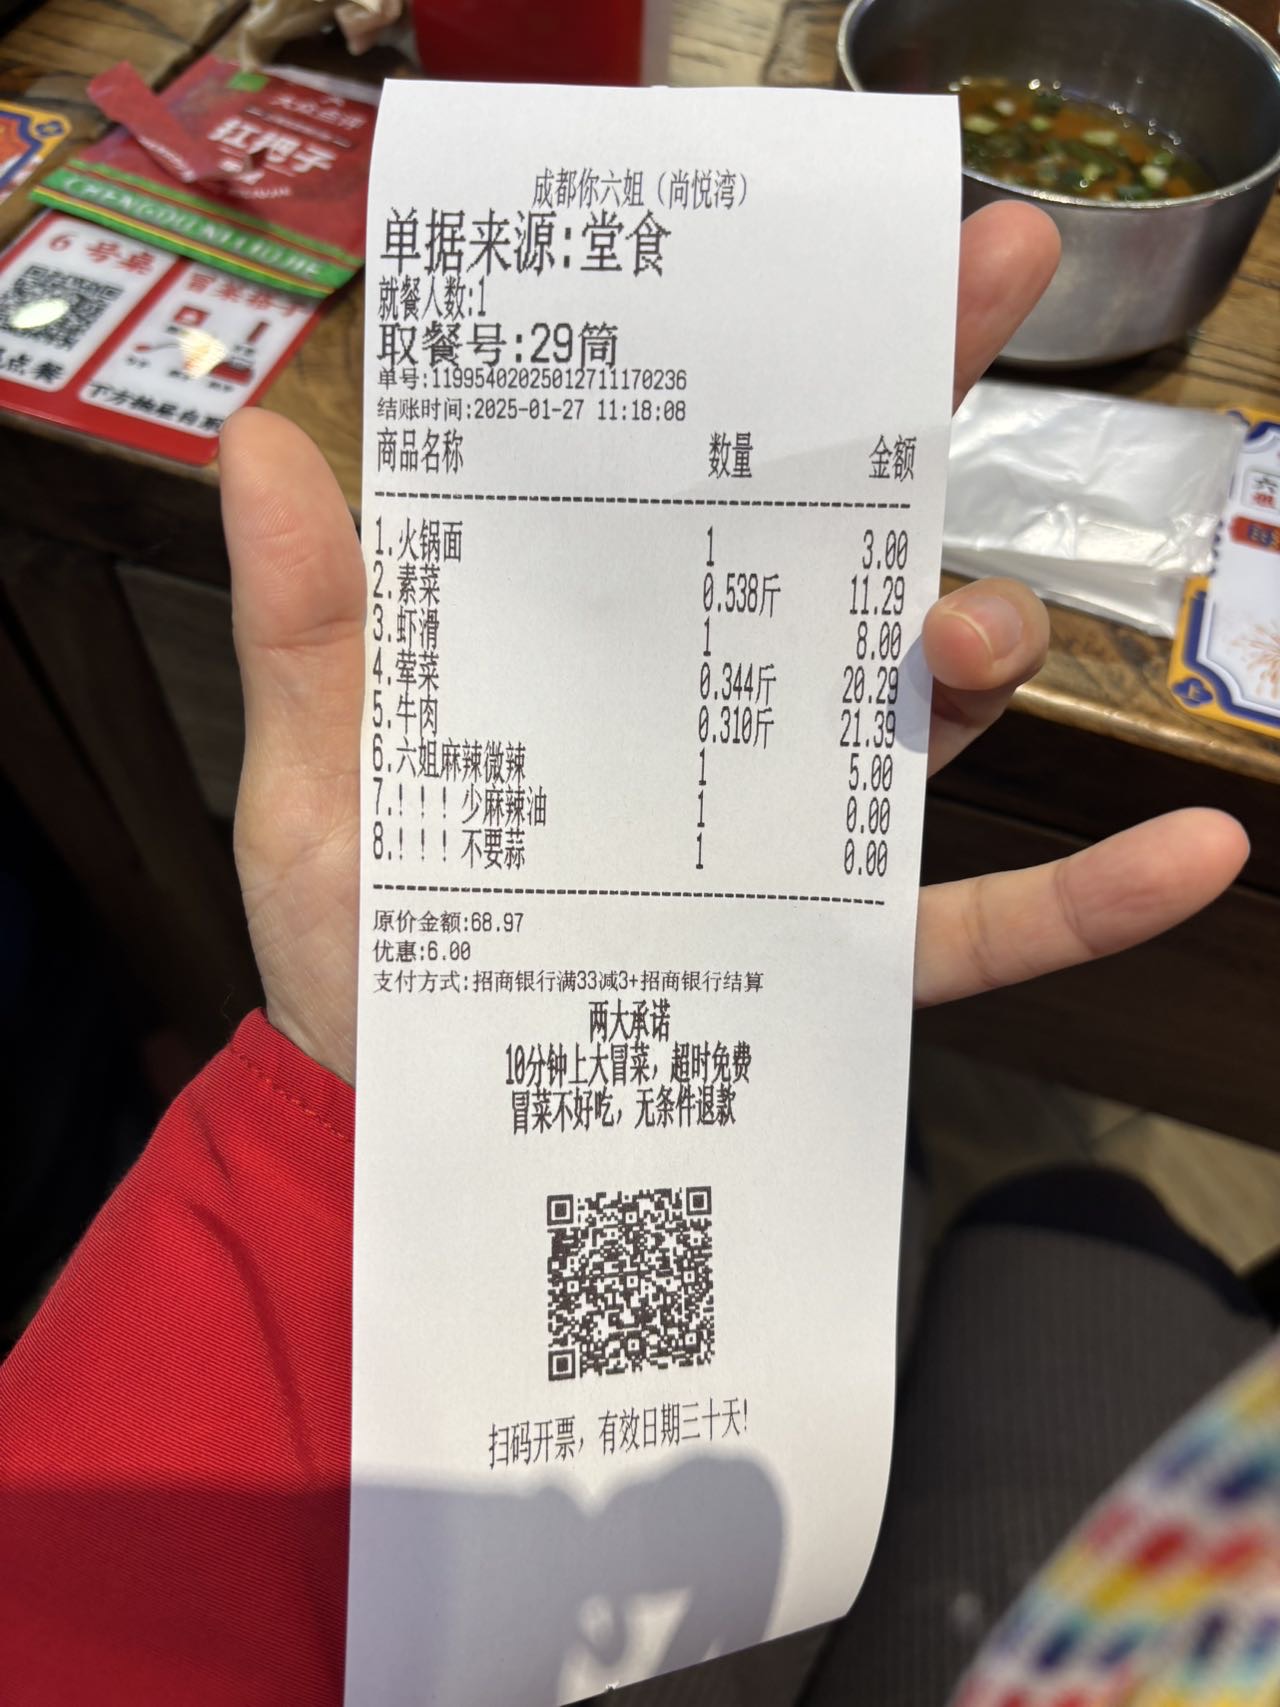 成都你六姐（尚悦湾）
单据来源:堂食
就餐人数:1
取餐号:29筒
单号:11995402025012711170236
结账时间:2025-01-27 11:18:08
商品名称 数量 金额
1.火锅面 1 3.00
2.素菜 0.538斤 11.29
3.虾滑 1 8.00
4.荤菜 0.344斤 20.29
5.牛肉 0.310斤 21.39
6.六姐麻辣微辣 1 5.00
7.！！！少麻辣油 1 0.00
8.！！！不要蒜 1 0.00
原价金额:68.97
优惠:6.00
支付方式:招商银行满33减3+招商银行结算
两大承诺
10分钟上大冒菜，超时免费
冒菜不好吃，无条件退款
扫码开票，有效日期三十天!
大众点评
6号桌
点餐